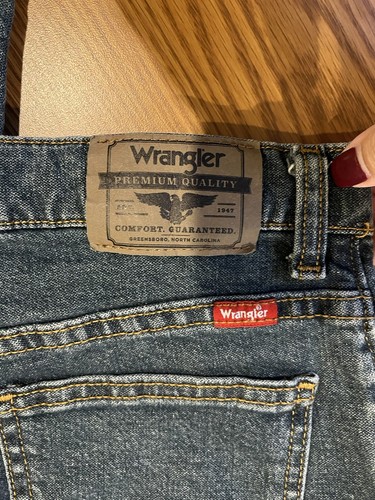 Wrangler
PREMIUM QUALITY
1947
COMFORT. GUARANTEED.
GREENSBORO, NORTH CAROLINA
Wrangler